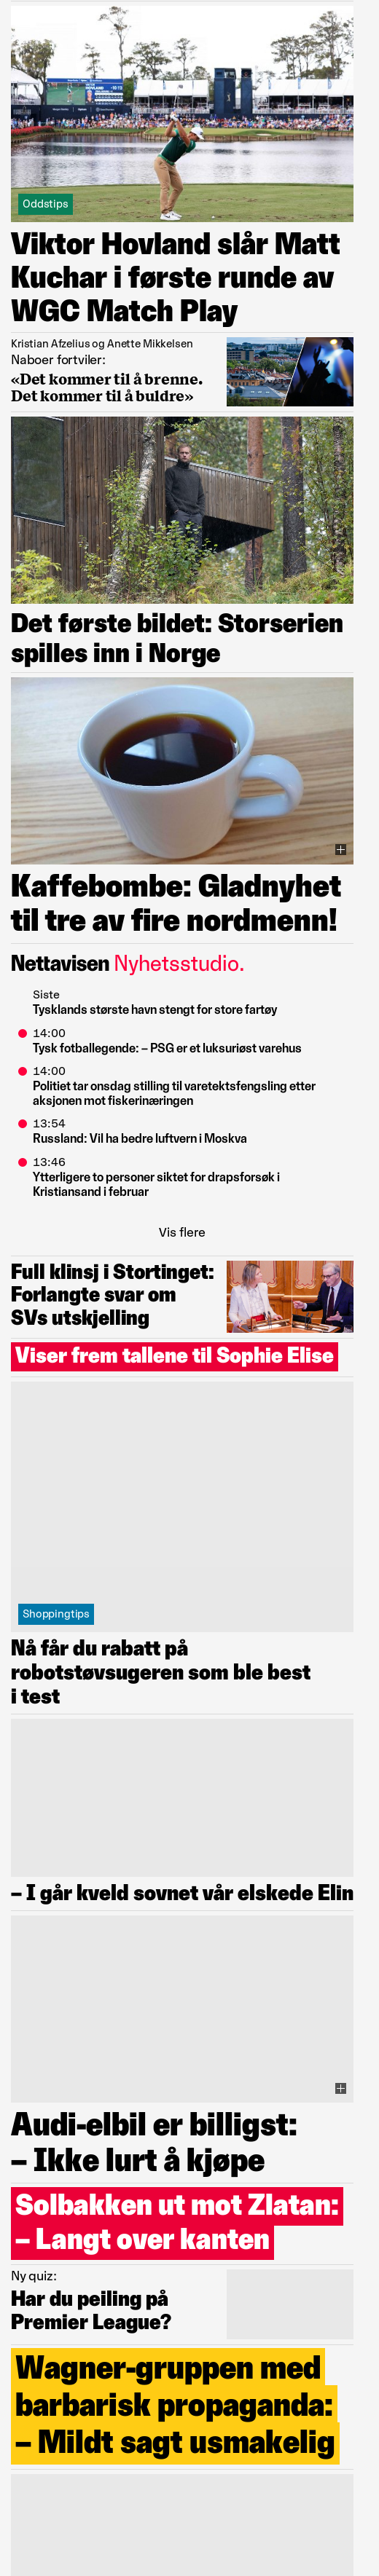 Oddstips
Viktor Hovland slår Matt
Kuchar i første runde av
WGC Match Play
Kristian Afzelius og Anette Mikkelsen
Naboer fortviler:
«Det kommer til å brenne.
Det kommer til å buldre»
Det første bildet: Storserien
spilles inn i Norge
Kaffebombe: Gladnyhet
til tre av fire nordmenn!
Nettavisen Nyhetsstudio.
Siste
Tysklands største havn stengt for store fartøy
14:00
Tysk fotballegende: – PSG er et luksuriøst varehus
14:00
Politiet tar onsdag stilling til varetektsfengsling etter
aksjonen mot fiskerinæringen
13:54
Russland: Vil ha bedre luftvern i Moskva
13:46
Ytterligere to personer siktet for drapsforsøk i
Kristiansand i februar
Vis flere
Full klinsj i Stortinget:
Forlangte svar om
SVs utskjelling
Viser frem tallene til Sophie Elise
Shoppingtips
Nå får du rabatt på
robotstøvsugeren som ble best
i test
– I går kveld sovnet vår elskede Elin
Audi-elbil er billigst:
– Ikke lurt å kjøpe
Solbakken ut mot Zlatan:
– Langt over kanten
Ny quiz:
Har du peiling på
Premier League?
Wagner-gruppen med
barbarisk propaganda:
– Mildt sagt usmakelig